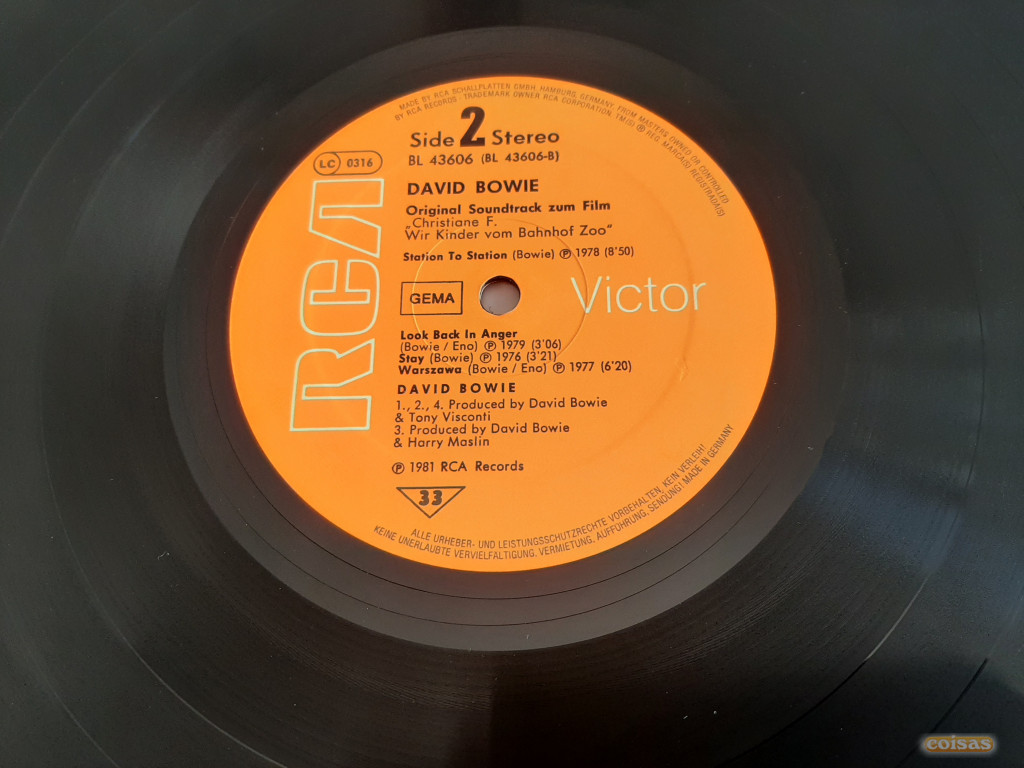 MADE BY RCA SCHALLPLATTEN GMBH, HAMBURG, GERMANY, FROM MASTERS OWNED OR CONTROLLED
BY RCA RECORDS · TRADEMARK OWNER RCA CORPORATION. TM(S) ® REG. MARCA(S) REGISTRADA(S)
Side 2 Stereo
BL 43606 (BL 43606-B)
LC 0316
DAVID BOWIE
Original Soundtrack zum Film
„Christiane F.
Wir Kinder vom Bahnhof Zoo"
Station To Station (Bowie) ℗ 1978 (8'50)
RCA
GEMA
Victor
Look Back In Anger
(Bowie / Eno) ℗ 1979 (3'06)
Stay (Bowie) ℗ 1976 (3'21)
Warszawa (Bowie / Eno) ℗ 1977 (6'20)
DAVID BOWIE
1., 2., 4. Produced by David Bowie
& Tony Visconti
3. Produced by David Bowie
& Harry Maslin
℗ 1981 RCA Records
33
ALLE URHEBER- UND LEISTUNGSSCHUTZRECHTE VORBEHALTEN, KEIN VERLEIH!
KEINE UNERLAUBTE VERVIELFÄLTIGUNG, VERMIETUNG, AUFFÜHRUNG, SENDUNG! MADE IN GERMANY
coisas